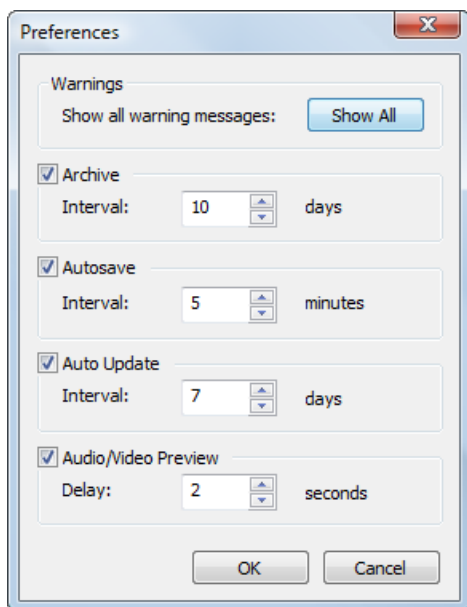 Preferences
Warnings
Show all warning messages: Show All
Archive
Interval: 10 days
Autosave
Interval: 5 minutes
Auto Update
Interval: 7 days
Audio/Video Preview
Delay: 2 seconds
OK Cancel